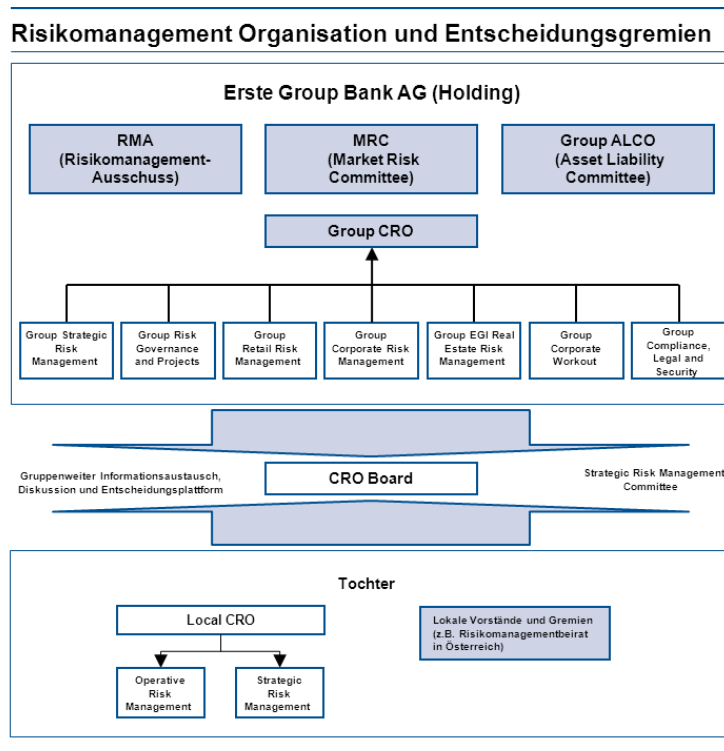 Risikomanagement Organisation und Entscheidungsgremien
Erste Group Bank AG (Holding)
RMA
(Risikomanagement-
Ausschuss)
MRC
(Market Risk
Committee)
Group ALCO
(Asset Liability
Committee)
Group CRO
Group Strategic
Risk
Management
Group Risk
Governance
and Projects
Group
Retail Risk
Management
Group
Corporate Risk
Management
Group EGI Real
Estate Risk
Management
Group
Corporate
Workout
Group
Compliance,
Legal and
Security
Gruppenweiter Informationsaustausch,
Diskussion und Entscheidungsplattform
CRO Board
Strategic Risk Management
Committee
Tochter
Local CRO
Operative
Risk
Management
Strategic
Risk
Management
Lokale Vorstände und Gremien
(z.B. Risikomanagementbeirat
in Österreich)